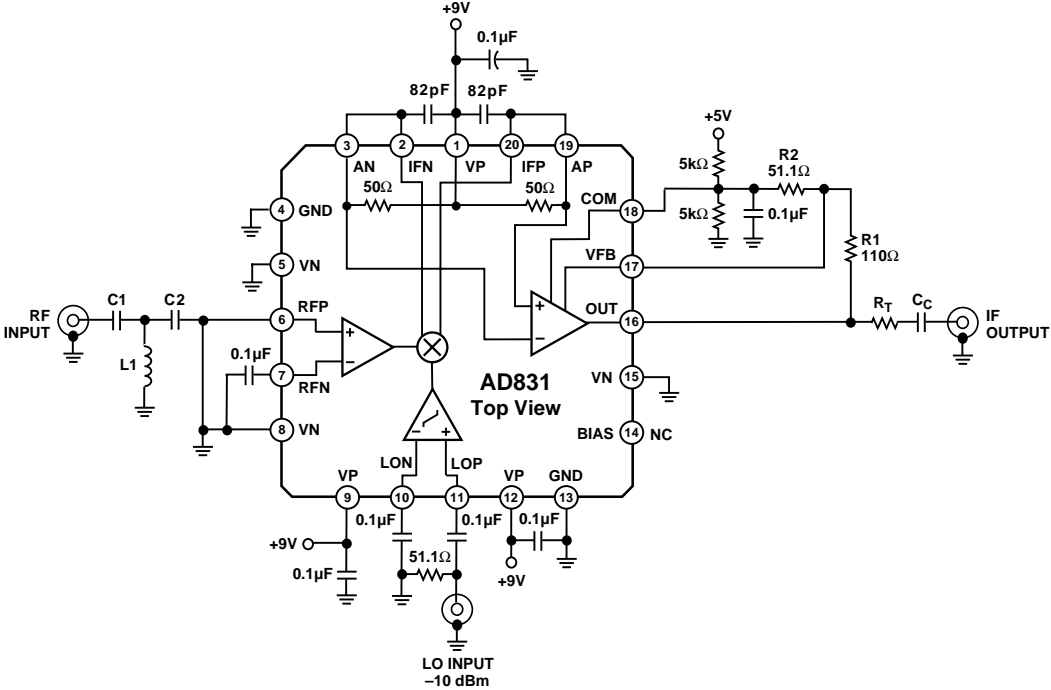 +9V
0.1µF
82pF 82pF
3 2 1 20 19
AN IFN VP IFP AP
50Ω 50Ω
+5V
5kΩ
R2
51.1Ω
5kΩ
0.1µF
R1
110Ω
COM
18
VFB
17
OUT
16
RT CC
IF
OUTPUT
4 GND
5 VN
RF
INPUT
C1 C2
L1
6 RFP
0.1µF
7 RFN
8 VN
+ −
+ −
− +
AD831
Top View
VN 15
BIAS 14 NC
LON LOP
VP VP GND
9 10 11 12 13
0.1µF 0.1µF 0.1µF
+9V
0.1µF
51.1Ω
+9V
LO INPUT
–10 dBm